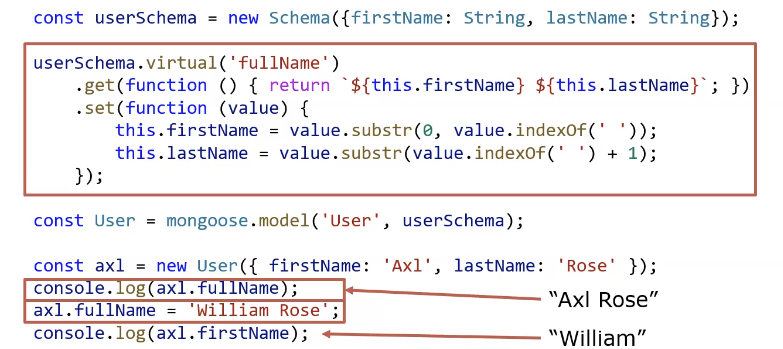 const userSchema = new Schema({firstName: String, lastName: String});
userSchema.virtual('fullName')
    .get(function () { return `${this.firstName} ${this.lastName}`; })
    .set(function (value) {
        this.firstName = value.substr(0, value.indexOf(' '));
        this.lastName = value.substr(value.indexOf(' ') + 1);
    });
const User = mongoose.model('User', userSchema);
const axl = new User({ firstName: 'Axl', lastName: 'Rose' });
console.log(axl.fullName);
“Axl Rose”
axl.fullName = 'William Rose';
console.log(axl.firstName);
“William”